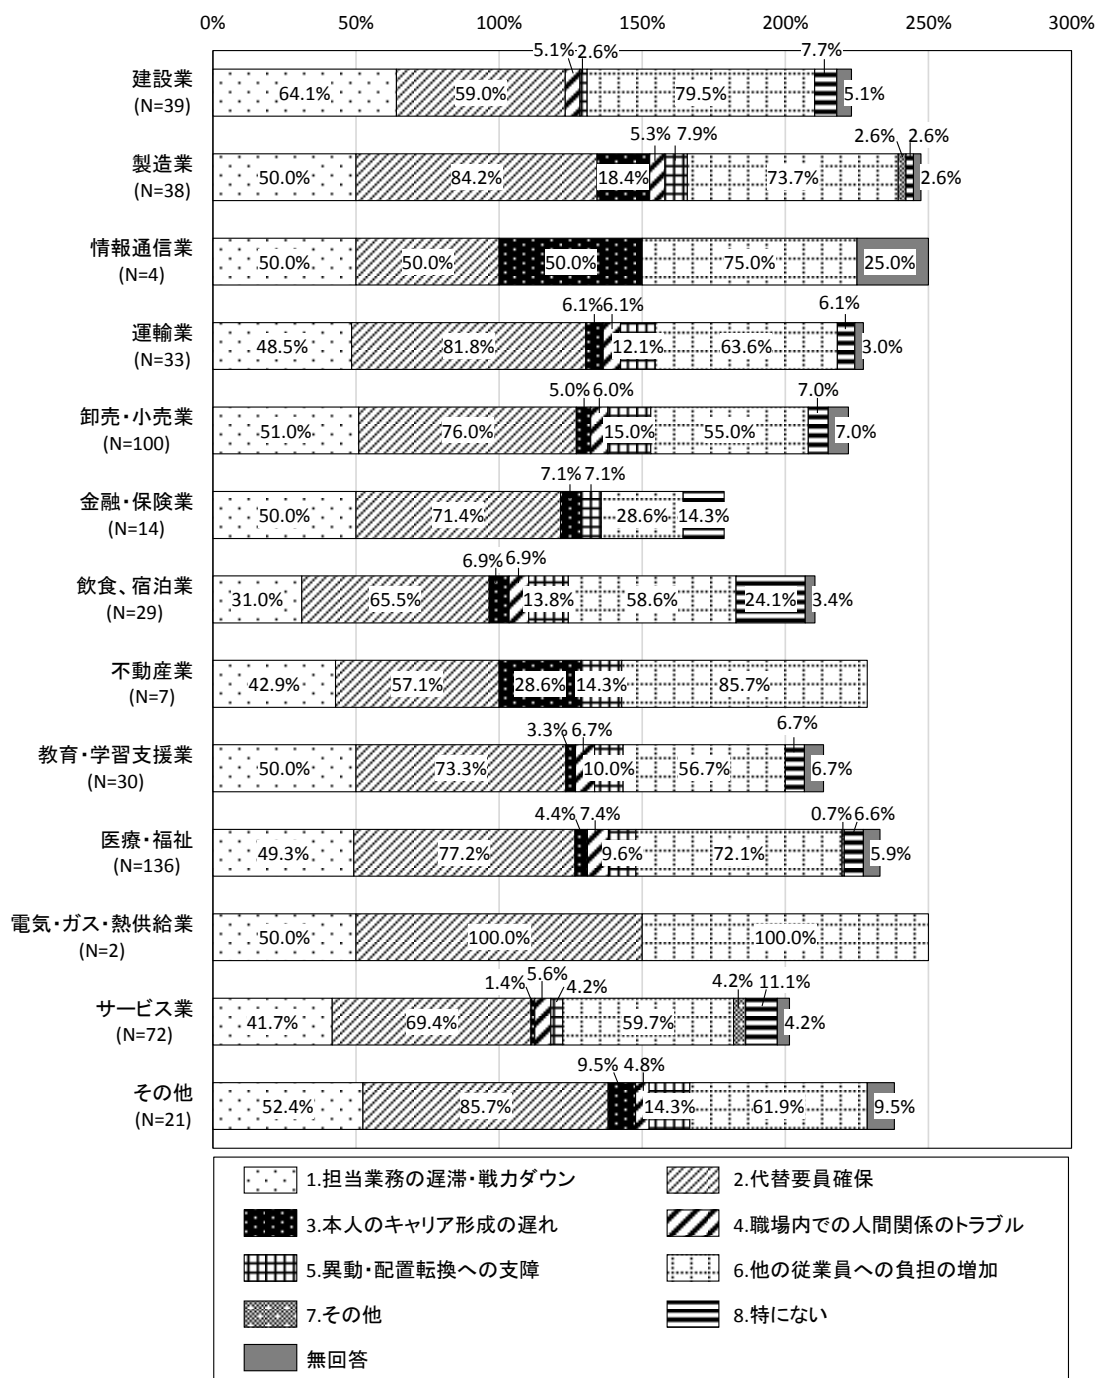 0% 50% 100% 150% 200% 250% 300%
5.1% 2.6% 7.7%
建設業
(N=39)
64.1% 59.0% 79.5% 5.1%
5.3% 7.9% 2.6% 2.6%
製造業
(N=38)
50.0% 84.2% 18.4% 73.7% 2.6%
情報通信業
(N=4)
50.0% 50.0% 50.0% 75.0% 25.0%
6.1% 6.1% 6.1%
運輸業
(N=33)
48.5% 81.8% 12.1% 63.6% 3.0%
5.0% 6.0% 7.0%
卸売・小売業
(N=100)
51.0% 76.0% 15.0% 55.0% 7.0%
7.1% 7.1%
金融・保険業
(N=14)
50.0% 71.4% 28.6% 14.3%
6.9% 6.9%
飲食、宿泊業
(N=29)
31.0% 65.5% 13.8% 58.6% 24.1% 3.4%
不動産業
(N=7)
42.9% 57.1% 28.6% 14.3% 85.7%
3.3% 6.7% 6.7%
教育・学習支援業
(N=30)
50.0% 73.3% 10.0% 56.7% 6.7%
4.4% 7.4% 0.7% 6.6%
医療・福祉
(N=136)
49.3% 77.2% 9.6% 72.1% 5.9%
電気・ガス・熱供給業
(N=2)
50.0% 100.0% 100.0%
1.4% 5.6% 4.2% 4.2% 11.1%
サービス業
(N=72)
41.7% 69.4% 59.7% 4.2%
9.5% 4.8%
その他
(N=21)
52.4% 85.7% 14.3% 61.9% 9.5%
1.担当業務の遅滞・戦力ダウン 2.代替要員確保
3.本人のキャリア形成の遅れ 4.職場内での人間関係のトラブル
5.異動・配置転換への支障 6.他の従業員への負担の増加
7.その他 8.特にない
無回答